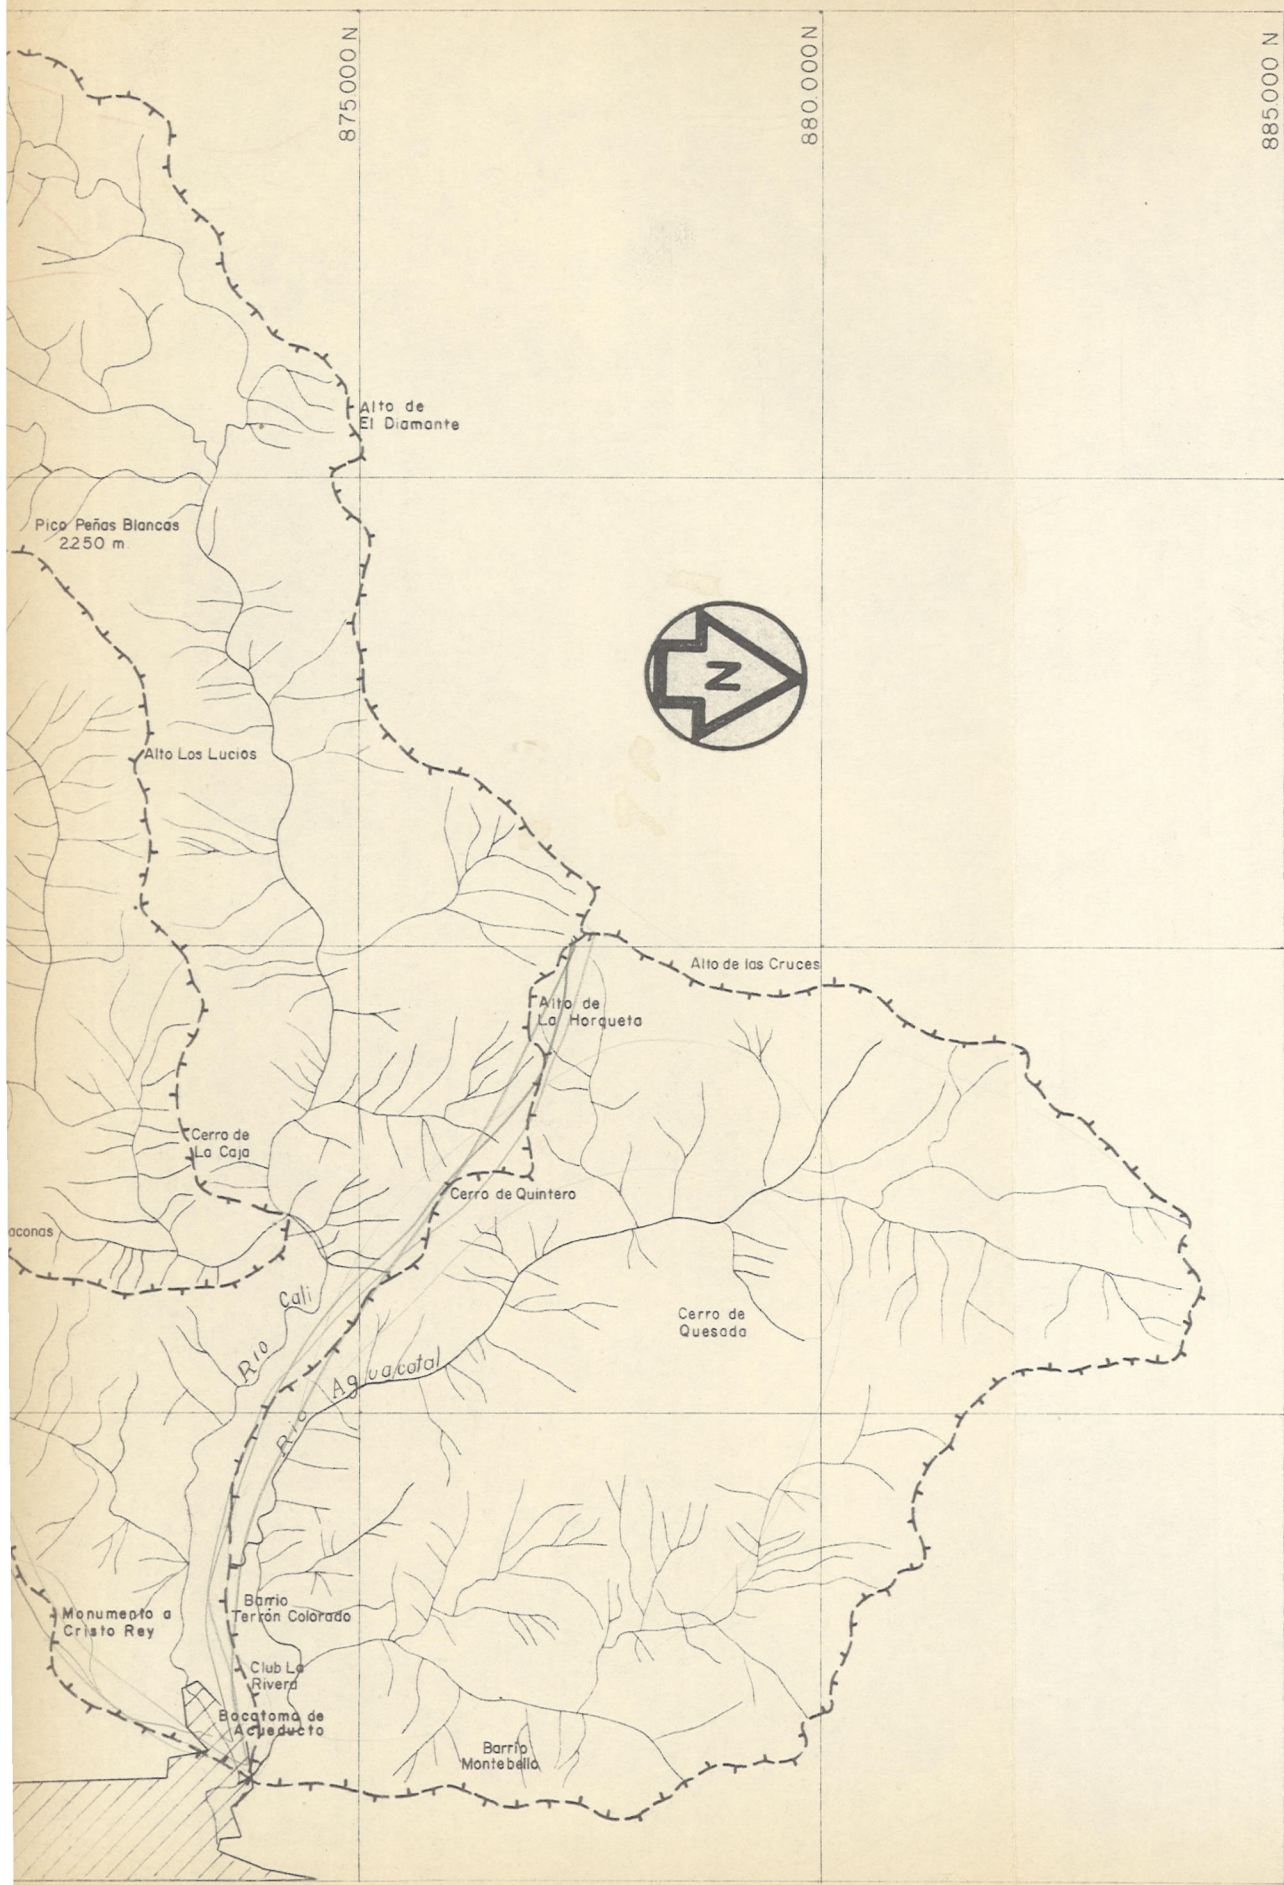 875000 N
880.000 N
885.000 N
Alto de
El Diamante
Pico Peñas Blancas
2250 m.
N
Alto Los Lucios
Alto de las Cruces
Alto de
La Horqueta
Cerro de
La Caja
Cerro de Quintero
aconas
Rio Cali
Cerro de
Quesada
Rio Aguacatal
Monumento a
Cristo Rey
Barrio
Terrón Colorado
Club La
Rivera
Bocatoma de
Acueducto
Barrio
Montebello